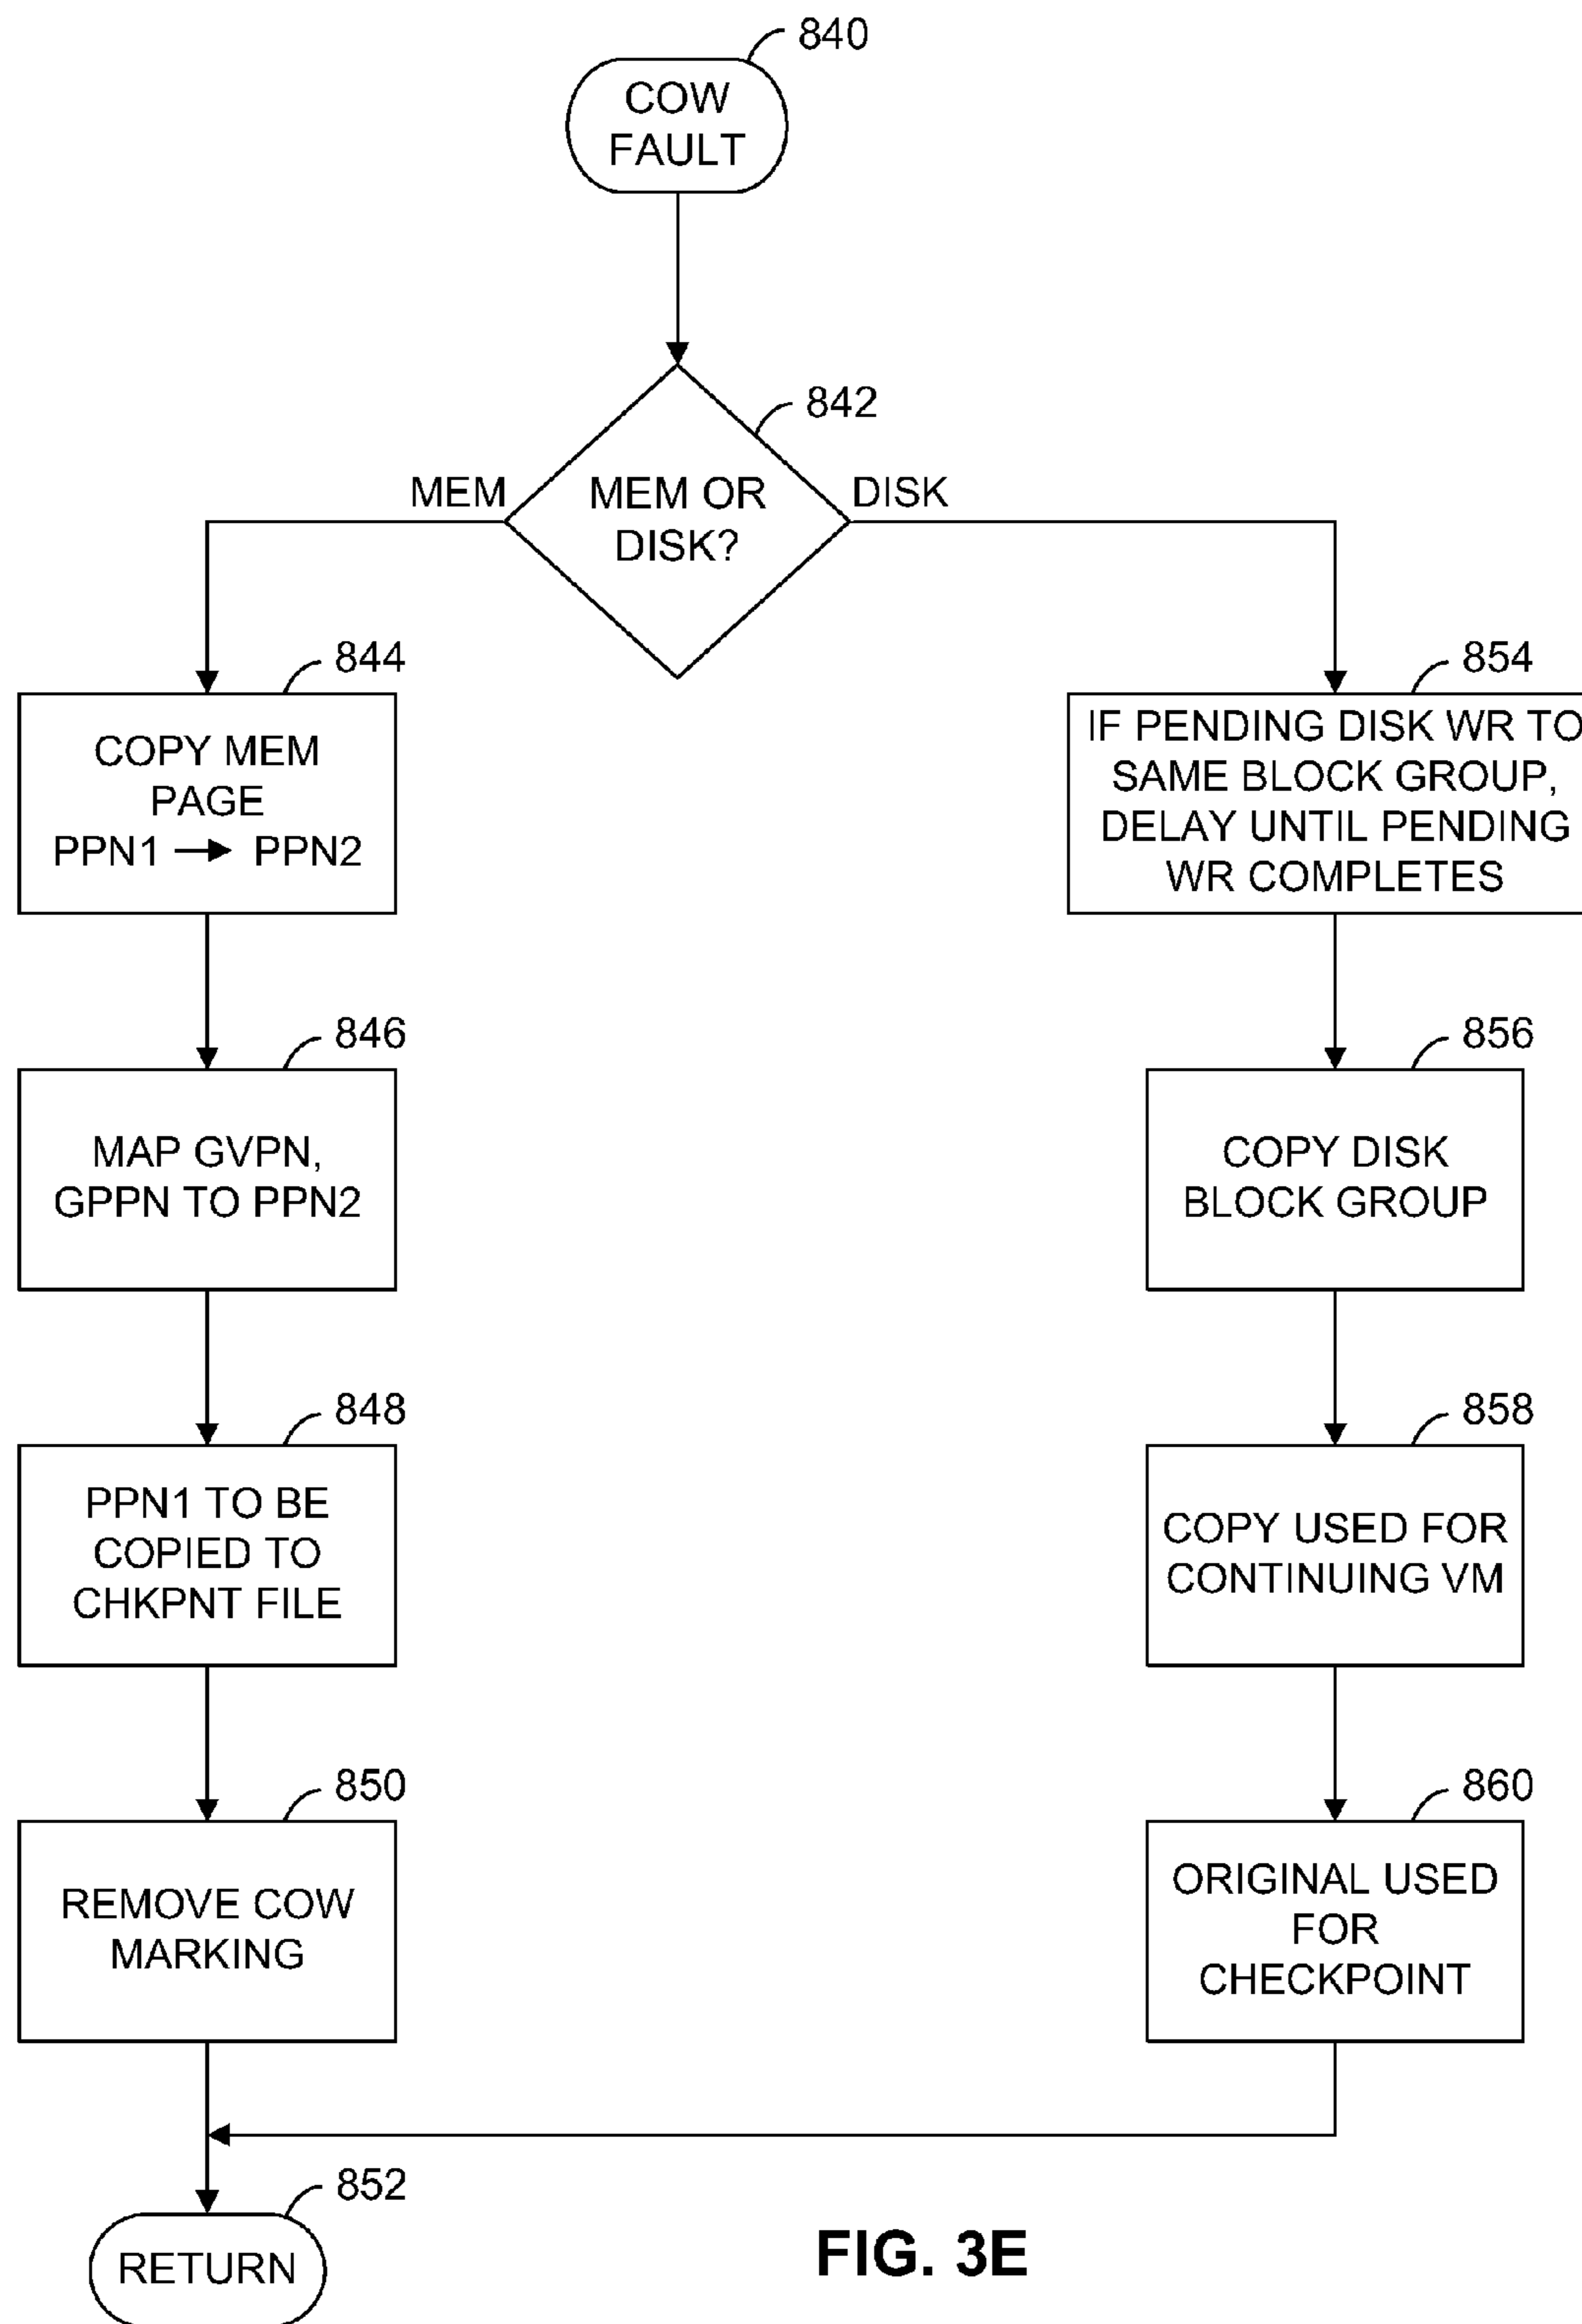 840
COW
FAULT
842
MEM
MEM OR
DISK?
DISK
844
COPY MEM
PAGE
PPN1 → PPN2
846
MAP GVPN,
GPPN TO PPN2
848
PPN1 TO BE
COPIED TO
CHKPNT FILE
850
REMOVE COW
MARKING
854
IF PENDING DISK WR TO
SAME BLOCK GROUP,
DELAY UNTIL PENDING
WR COMPLETES
856
COPY DISK
BLOCK GROUP
858
COPY USED FOR
CONTINUING VM
860
ORIGINAL USED
FOR
CHECKPOINT
852
RETURN
FIG. 3E